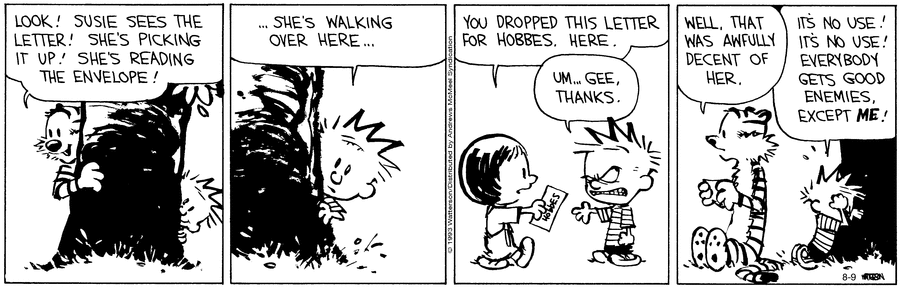 LOOK! SUSIE SEES THE
LETTER! SHE'S PICKING
IT UP! SHE'S READING
THE ENVELOPE!
...SHE'S WALKING
OVER HERE...
© 1993 Watterson/Distributed by Andrews McMeel Syndication
YOU DROPPED THIS LETTER
FOR HOBBES. HERE.
UM... GEE,
THANKS.
HOBBES
WELL, THAT
WAS AWFULLY
DECENT OF
HER.
IT'S NO USE!
IT'S NO USE!
EVERYBODY
GETS GOOD
ENEMIES,
EXCEPT ME!
8-9 WATTERSON